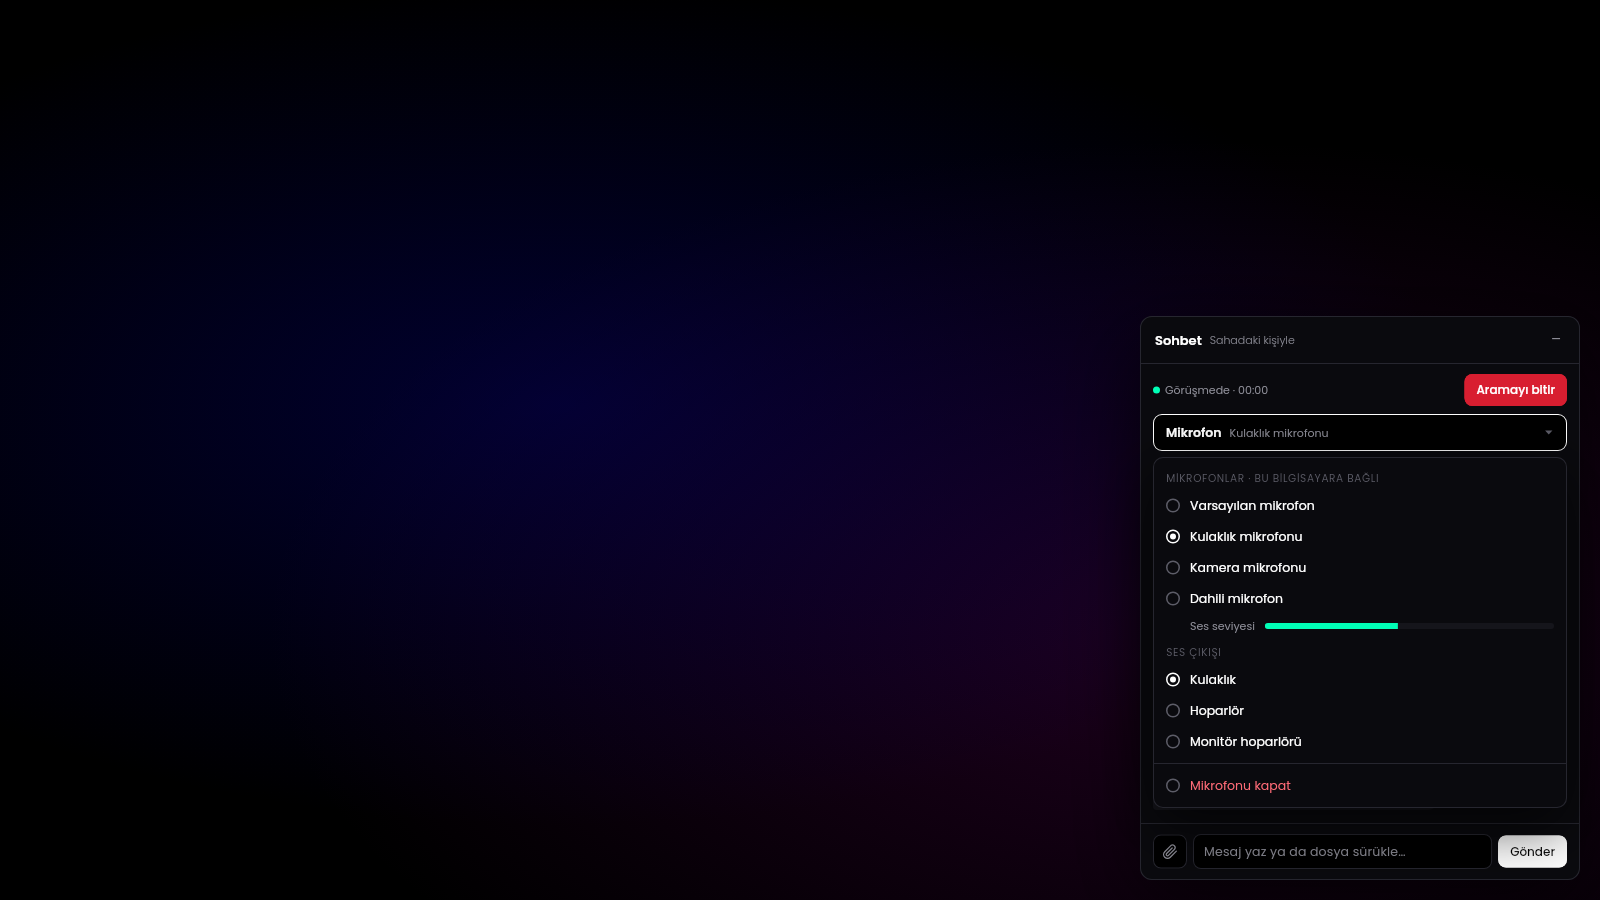 Sohbet Sahadaki kişiyle
Görüşmede · 00:00
Aramayı bitir
Mikrofon Kulaklık mikrofonu
MİKROFONLAR · BU BİLGİSAYARA BAĞLI
Varsayılan mikrofon
Kulaklık mikrofonu
Kamera mikrofonu
Dahili mikrofon
Ses seviyesi
SES ÇIKIŞI
Kulaklık
Hoparlör
Monitör hoparlörü
Mikrofonu kapat
Mesaj yaz ya da dosya sürükle...
Gönder